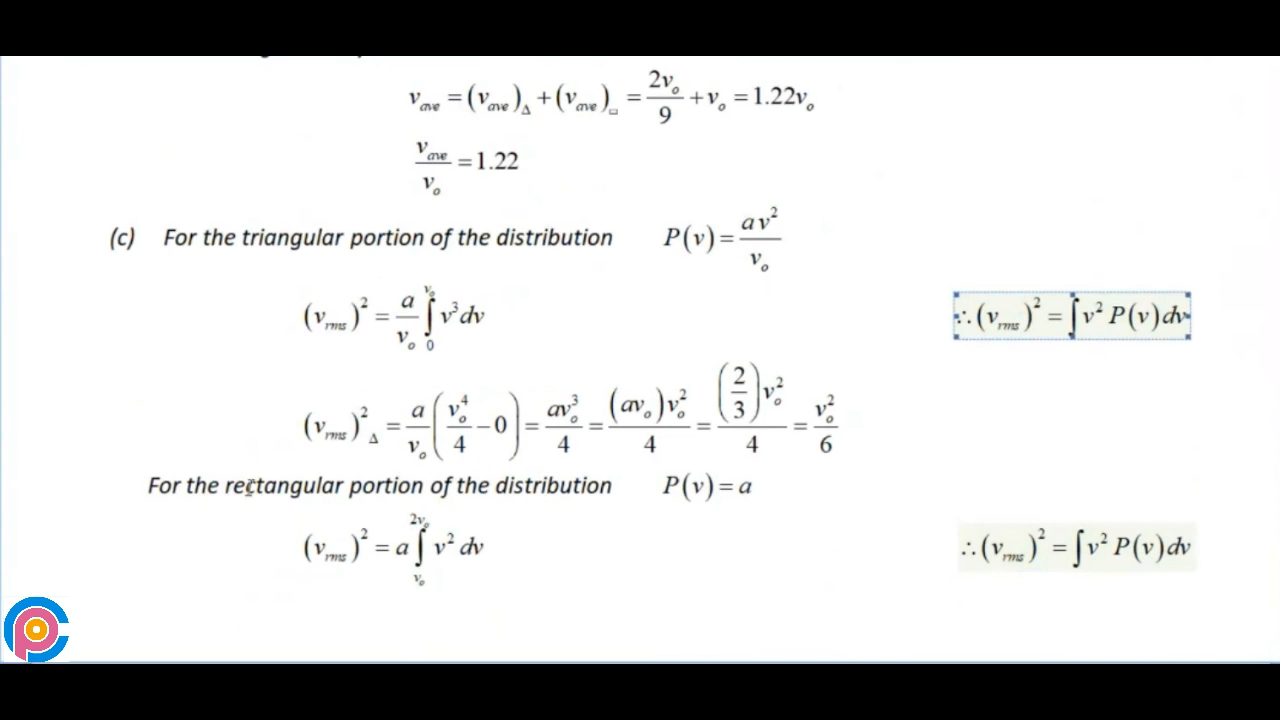 v_ave = (v_ave)_Δ + (v_ave)_□ = 2v_o/9 + v_o = 1.22v_o
v_ave/v_o = 1.22
(c) For the triangular portion of the distribution P(v) = av²/v_o
(v_rms)² = a/v_o ∫₀^{v_o} v³dv ∴(v_rms)² = ∫v² P(v)dv
(v_rms)²_Δ = a/v_o (v_o⁴/4 − 0) = av_o³/4 = (av_o)v_o²/4 = (2/3)v_o²/4 = v_o²/6
For the rectangular portion of the distribution P(v) = a
(v_rms)² = a ∫_{v_o}^{2v_o} v² dv ∴(v_rms)² = ∫v² P(v)dv